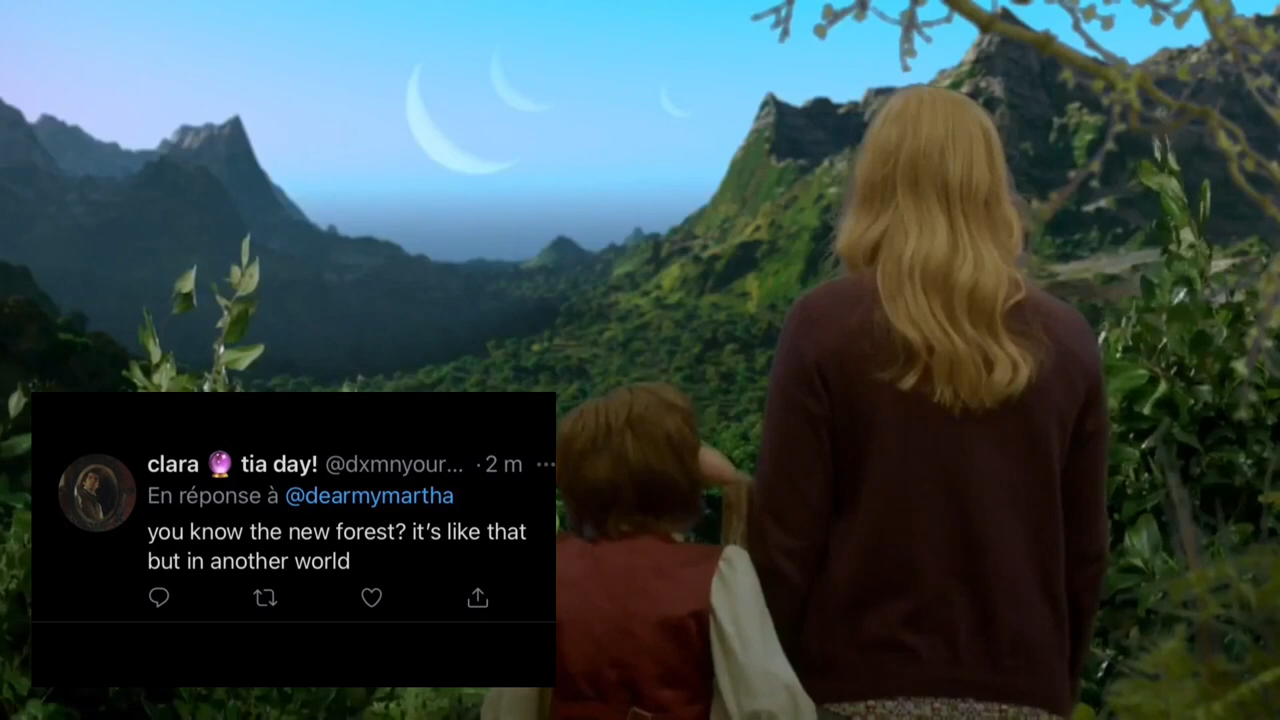 clara 🔮 tia day! @dxmnyour... · 2 m ...
En réponse à @dearmymartha
you know the new forest? it’s like that
but in another world